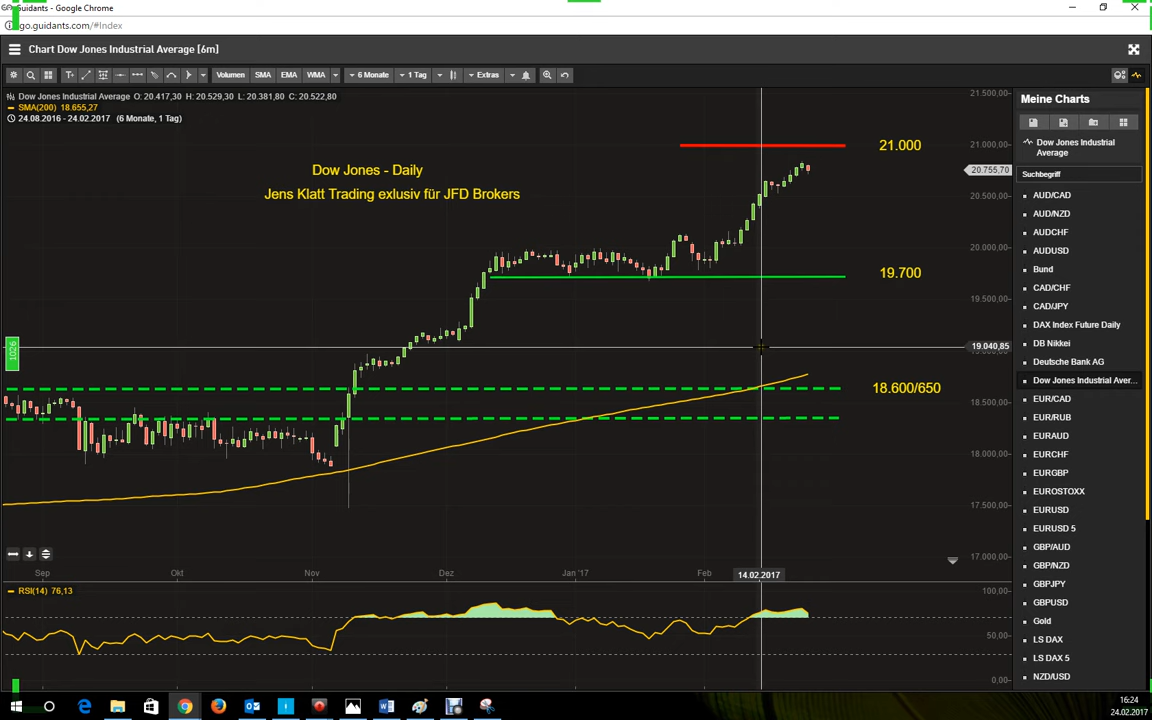 go.guidants.com - Google Chrome
go.guidants.com/#Index
Chart Dow Jones Industrial Average [6m]
Volumen SMA EMA WMA 6 Monate 1 Tag Extras
Dow Jones Industrial Average O: 20.417,30 H: 20.529,30 L: 20.381,80 C: 20.522,80
SMA(200) 18.655,27
24.08.2016 - 24.02.2017 (6 Monate, 1 Tag)
Dow Jones - Daily
Jens Klatt Trading exlusiv für JFD Brokers
21.000
19.700
18.600/650
21.500,00
21.000,00
20.755,70
20.500,00
20.000,00
19.500,00
19.040,85
18.500,00
18.000,00
17.500,00
17.000,00
1026
Sep Okt Nov Dez Jan '17 Feb 14.02.2017
RSI(14) 76,13
100,00
50,00
0,00
Meine Charts
Dow Jones Industrial
Average
Suchbegriff
AUD/CAD
AUD/NZD
AUDCHF
AUDUSD
Bund
CAD/CHF
CAD/JPY
DAX Index Future Daily
DB Nikkei
Deutsche Bank AG
Dow Jones Industrial Aver...
EUR/CAD
EUR/RUB
EURAUD
EURCHF
EURGBP
EUROSTOXX
EURUSD
EURUSD 5
GBP/AUD
GBP/NZD
GBPJPY
GBPUSD
Gold
LS DAX
LS DAX 5
NZD/USD
16:24
24.02.2017